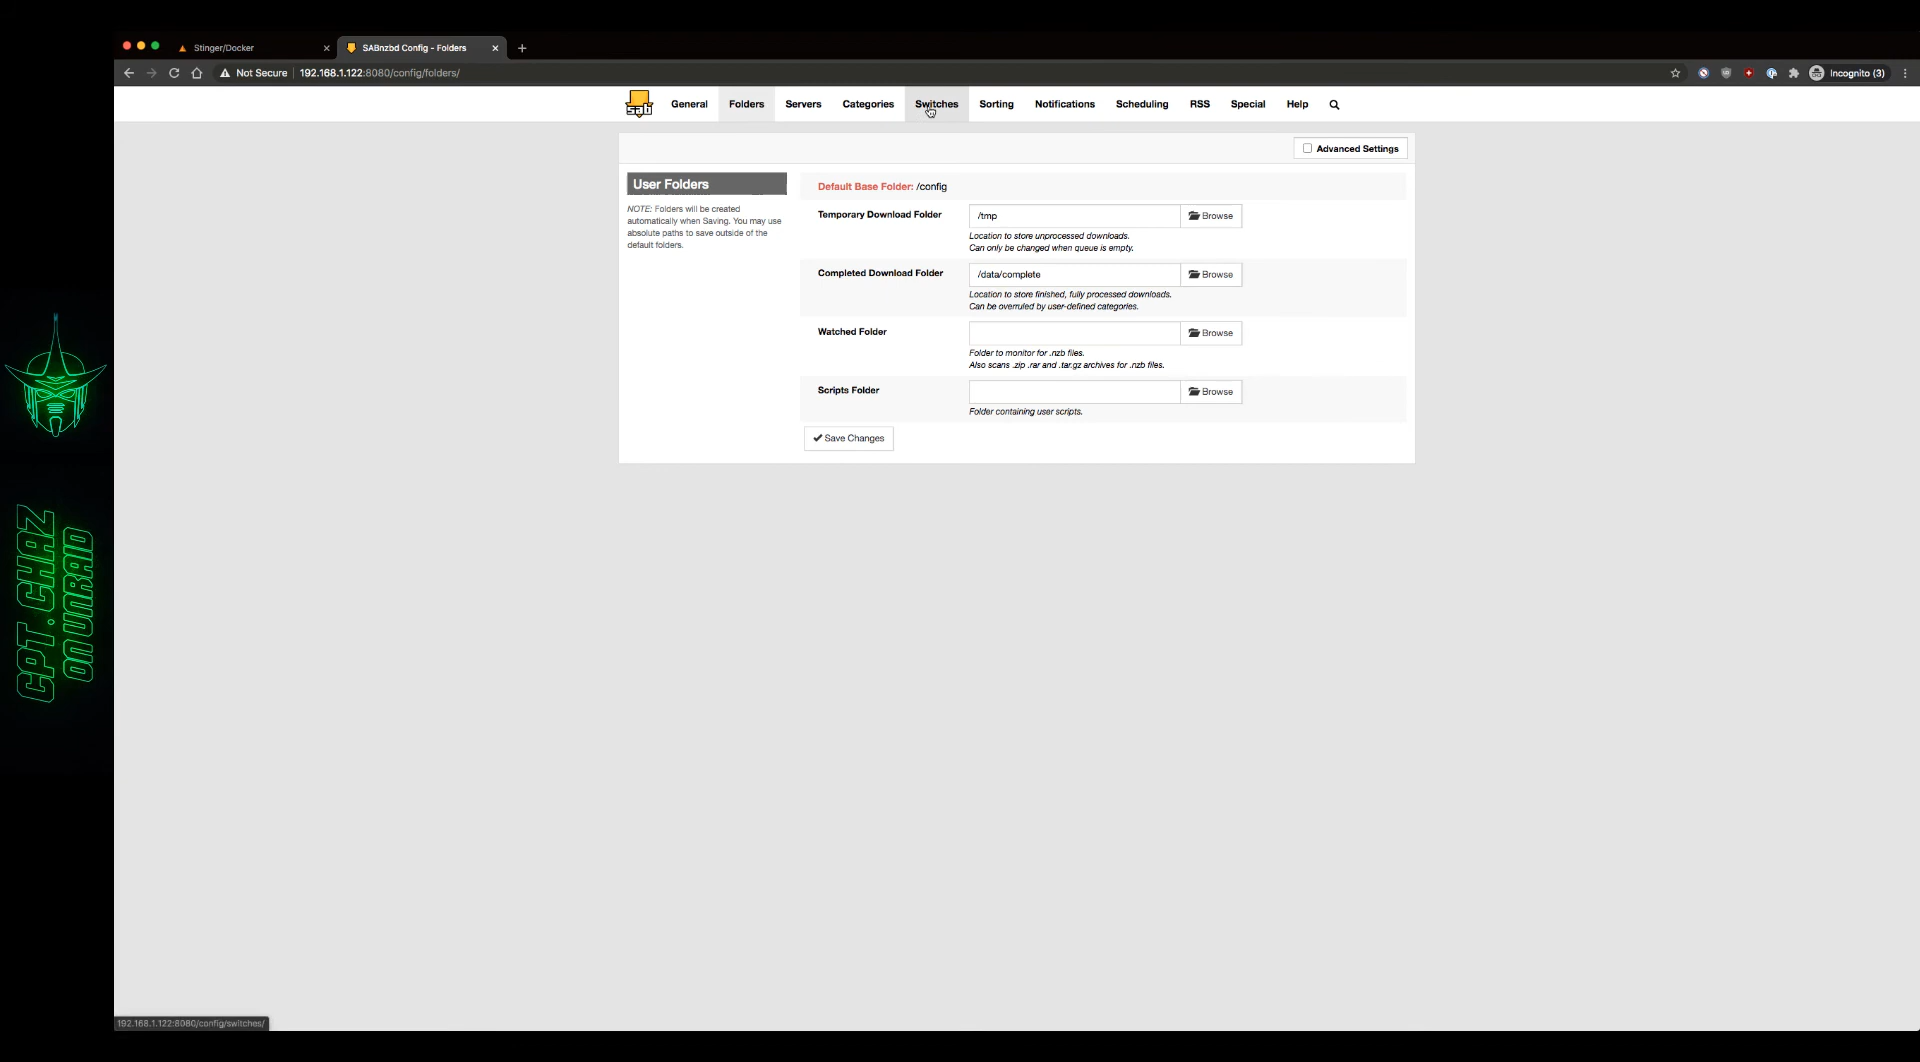 Stinger/Docker
SABnzbd Config - Folders
Not Secure
192.168.1.122:8080/config/folders/
Incognito (3)
General
Folders
Servers
Categories
Switches
Sorting
Notifications
Scheduling
RSS
Special
Help
Advanced Settings
User Folders
NOTE: Folders will be created
automatically when Saving. You may use
absolute paths to save outside of the
default folders.
Default Base Folder: /config
Temporary Download Folder
/tmp
Browse
Location to store unprocessed downloads.
Can only be changed when queue is empty.
Completed Download Folder
/data/complete
Browse
Location to store finished, fully processed downloads.
Can be overruled by user-defined categories.
Watched Folder
Browse
Folder to monitor for .nzb files.
Also scans .zip .rar and .tar.gz archives for .nzb files.
Scripts Folder
Browse
Folder containing user scripts.
Save Changes
CPT. CHAZ
ON UNRAID
192.168.1.122:8080/config/switches/